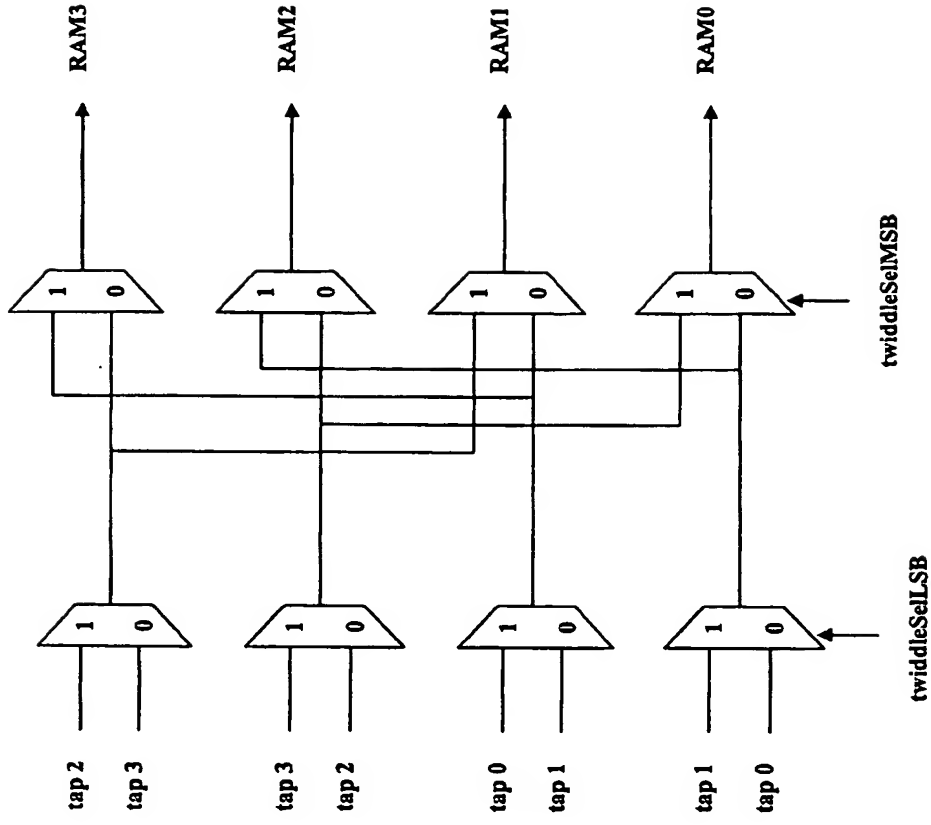 RAM3
RAM2
RAM1
RAM0
1
0
1
0
1
0
1
0
twiddleSelMSB
1
0
1
0
1
0
1
0
twiddleSelLSB
tap 2
tap 3
tap 3
tap 2
tap 0
tap 1
tap 1
tap 0